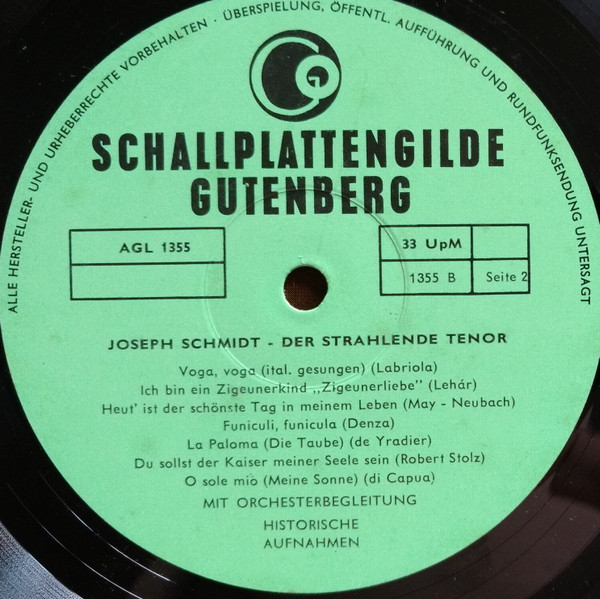 ALLE HERSTELLER- UND URHEBERRECHTE VORBEHALTEN · ÜBERSPIELUNG, ÖFFENTL. AUFFÜHRUNG UND RUNDFUNKSENDUNG UNTERSAGT
SCHALLPLATTENGILDE
GUTENBERG
AGL 1355
33 UpM
1355 B Seite 2
JOSEPH SCHMIDT - DER STRAHLENDE TENOR
Voga, voga (ital. gesungen) (Labriola)
Ich bin ein Zigeunerkind „Zigeunerliebe" (Lehár)
Heut' ist der schönste Tag in meinem Leben (May - Neubach)
Funiculi, funicula (Denza)
La Paloma (Die Taube) (de Yradier)
Du sollst der Kaiser meiner Seele sein (Robert Stolz)
O sole mio (Meine Sonne) (di Capua)
MIT ORCHESTERBEGLEITUNG
HISTORISCHE
AUFNAHMEN